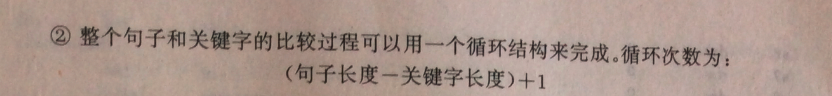 ② 整个句子和关键字的比较过程可以用一个循环结构来完成。循环次数为：
(句子长度－关键字长度)＋1